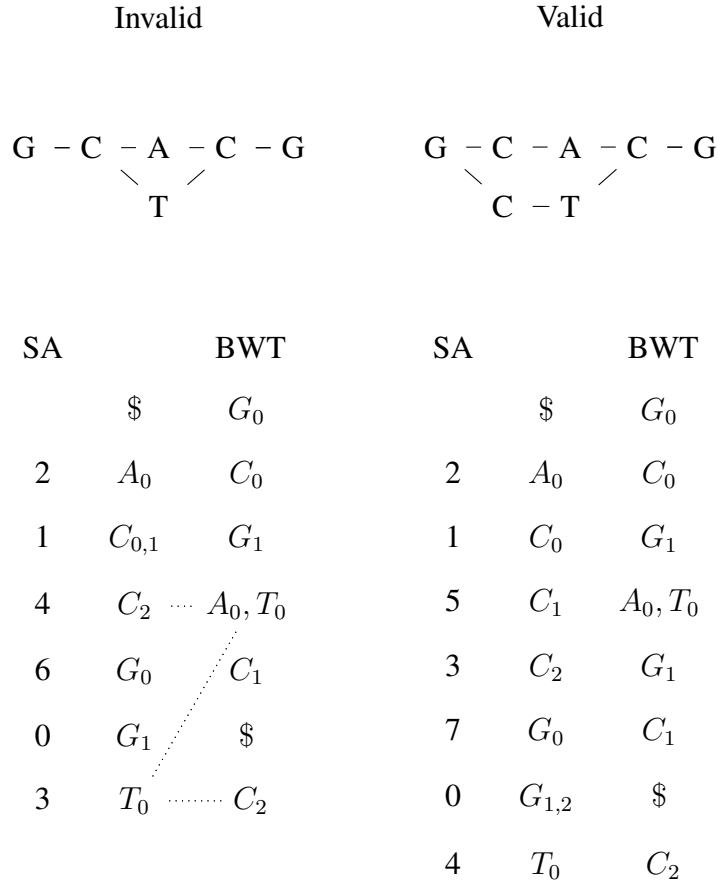 Invalid Valid
G – C – A – C – G G – C – A – C – G
T C – T
SA BWT SA BWT
$ G₀ $ G₀
2 A₀ C₀ 2 A₀ C₀
1 C₀,₁ G₁ 1 C₀ G₁
4 C₂ A₀, T₀ 5 C₁ A₀, T₀
6 G₀ C₁ 3 C₂ G₁
0 G₁ $ 7 G₀ C₁
3 T₀ C₂ 0 G₁,₂ $
4 T₀ C₂